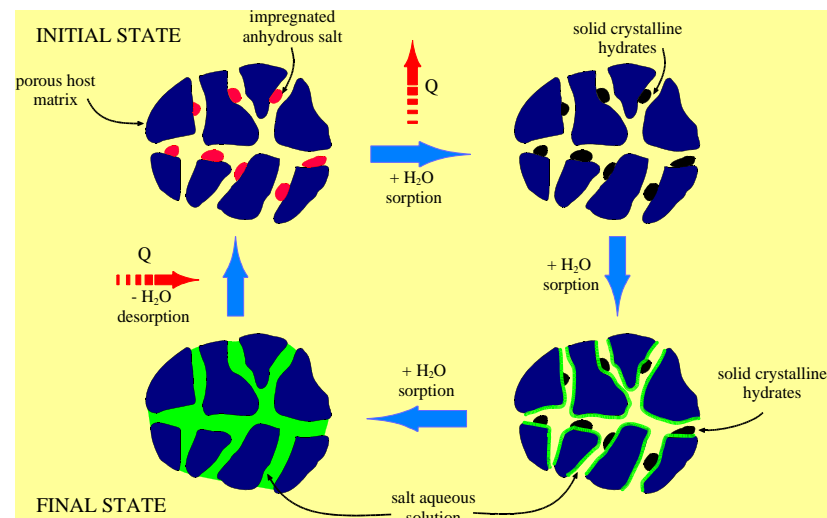 INITIAL STATE
impregnated
anhydrous salt
porous host
matrix
Q
solid crystalline
hydrates
+ H₂O
sorption
+ H₂O
sorption
Q
- H₂O
desorption
+ H₂O
sorption
solid crystalline
hydrates
salt aqueous
solution
FINAL STATE